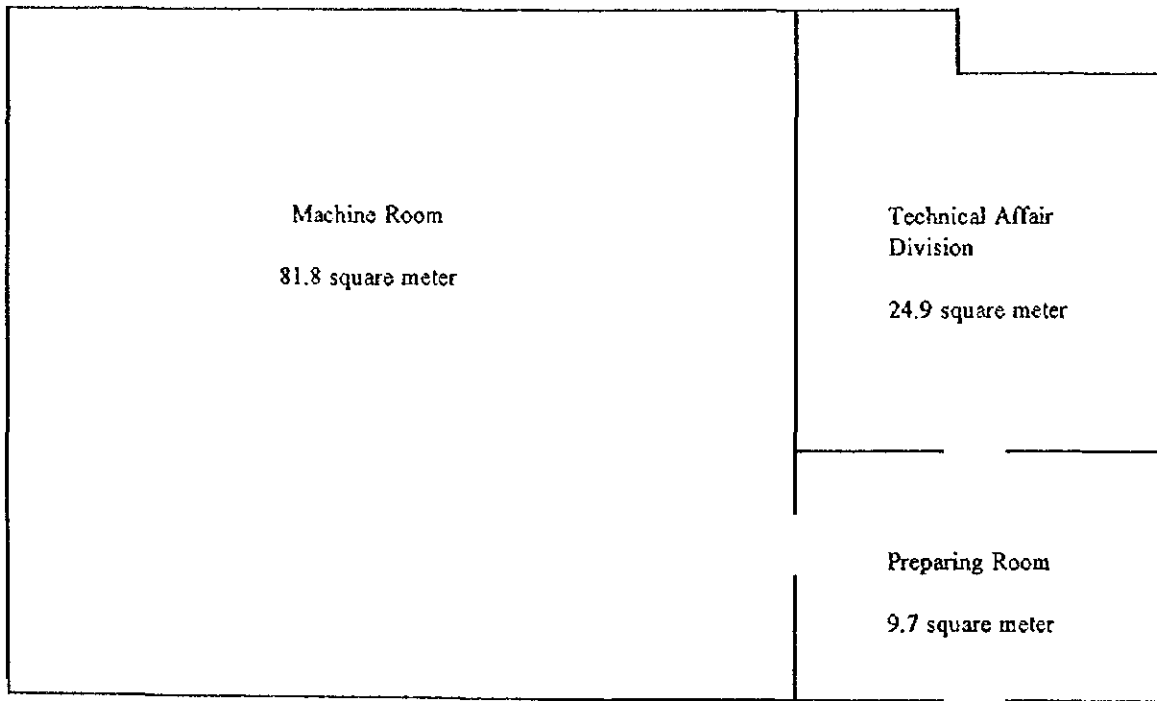 Machine Room
81.8 square meter
Technical Affair
Division
24.9 square meter
Preparing Room
9.7 square meter